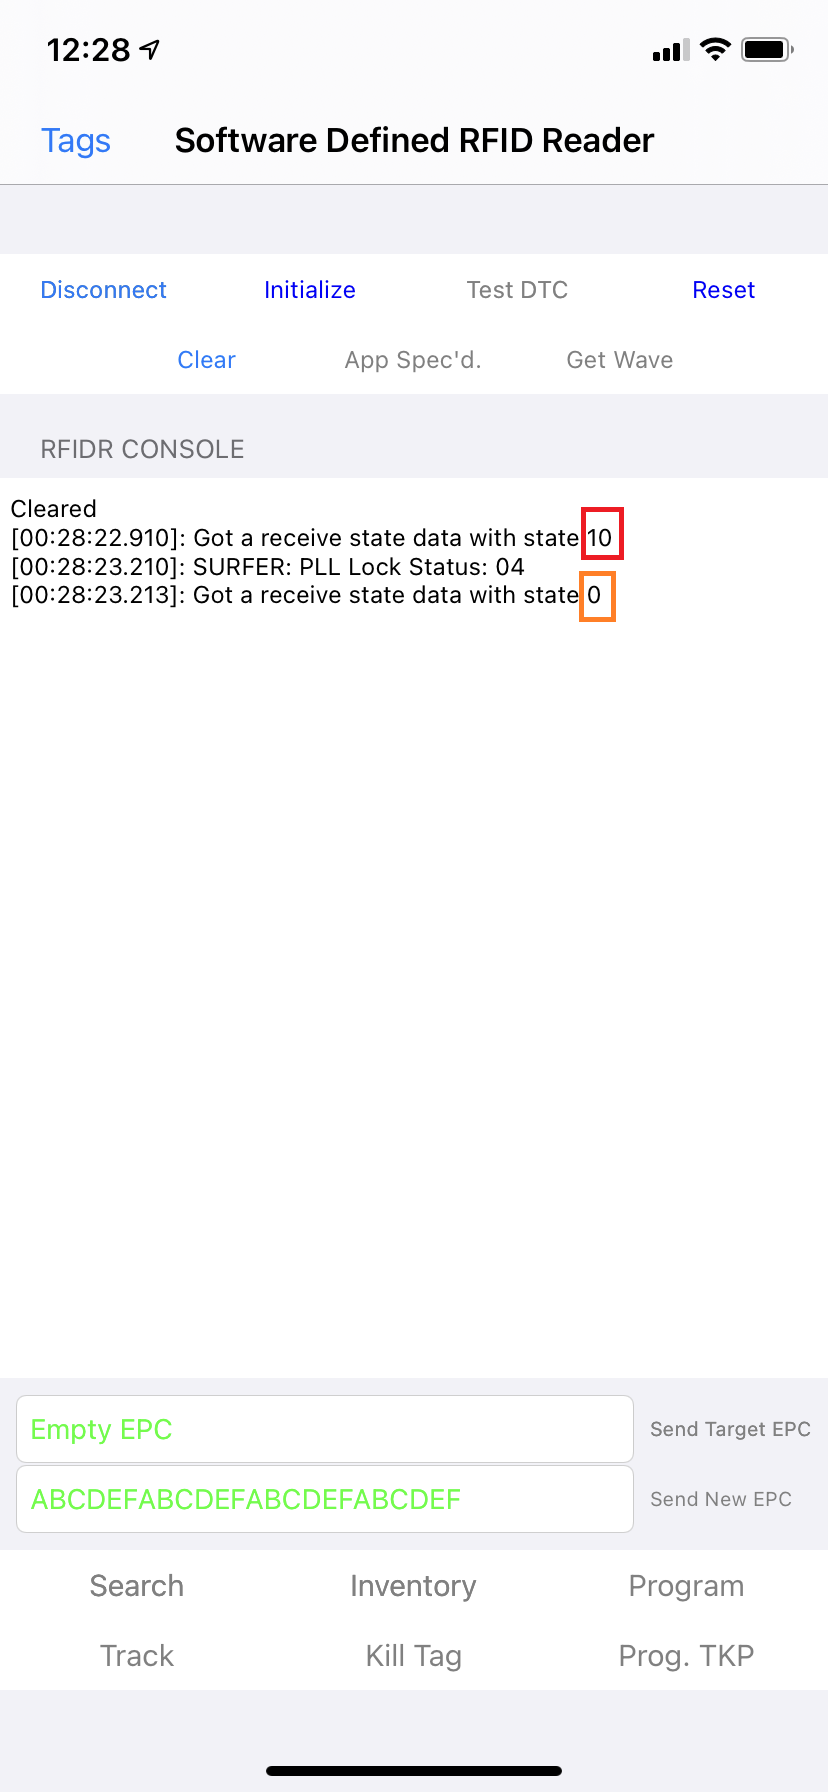 12:28
Tags Software Defined RFID Reader
Disconnect Initialize Test DTC Reset
Clear App Spec'd. Get Wave
RFIDR CONSOLE
Cleared
[00:28:22.910]: Got a receive state data with state 10
[00:28:23.210]: SURFER: PLL Lock Status: 04
[00:28:23.213]: Got a receive state data with state 0
Empty EPC Send Target EPC
ABCDEFABCDEFABCDEFABCDEF Send New EPC
Search Inventory Program
Track Kill Tag Prog. TKP